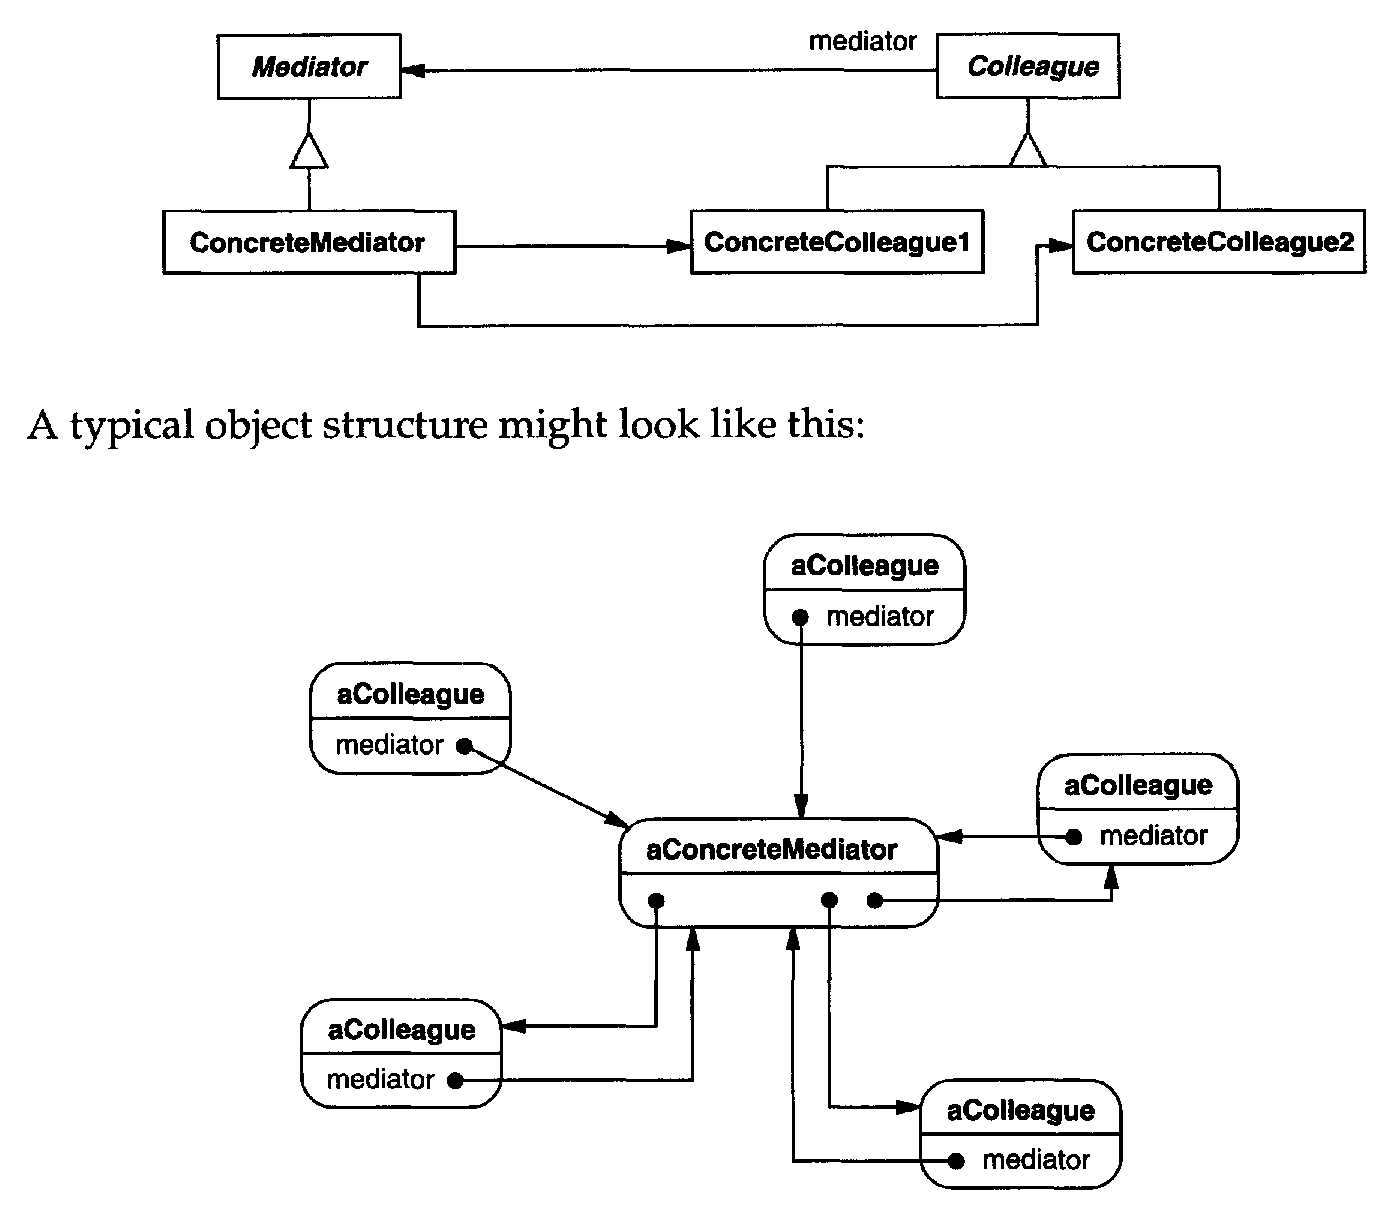 mediator
Mediator
Colleague
ConcreteMediator
ConcreteColleague1
ConcreteColleague2
A typical object structure might look like this:
aColleague
mediator
aColleague
mediator
aColleague
mediator
aConcreteMediator
aColleague
mediator
aColleague
mediator